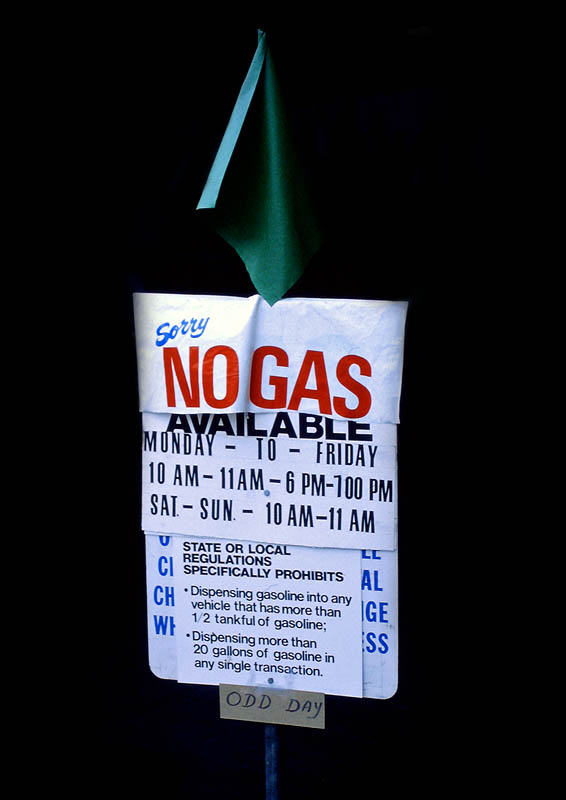 Sorry
NO GAS
AVAILABLE
MONDAY - TO - FRIDAY
10 AM - 11 AM - 6 PM-700 PM
SAT. - SUN. - 10 AM-11 AM
STATE OR LOCAL
REGULATIONS
SPECIFICALLY PROHIBITS
• Dispensing gasoline into any
vehicle that has more than
1/2 tankful of gasoline;
• Dispensing more than
20 gallons of gasoline in
any single transaction.
ODD DAY